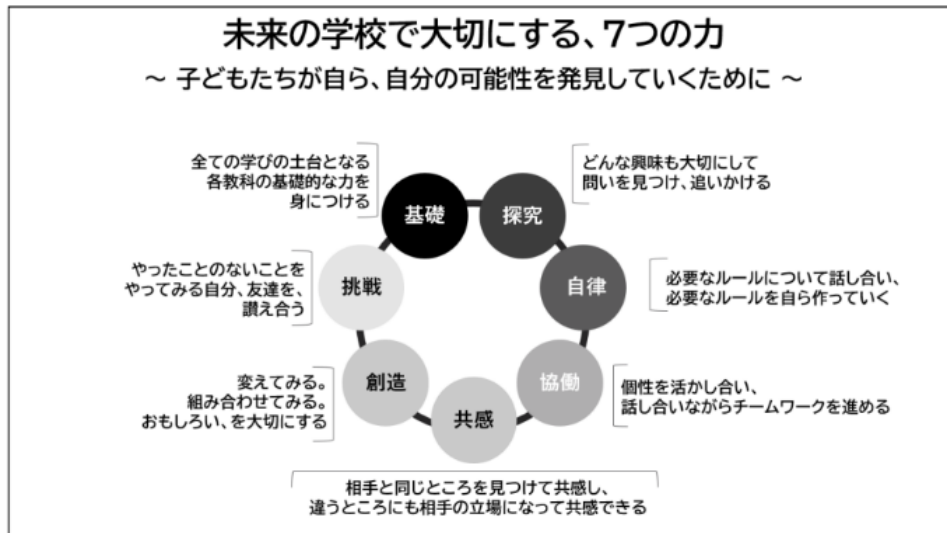 未来の学校で大切にする、7つの力
～ 子どもたちが自ら、自分の可能性を発見していくために ～
全ての学びの土台となる
各教科の基礎的な力を
身につける
基礎
探究
どんな興味も大切にして
問いを見つけ、追いかける
やったことのないことを
やってみる自分、友達を、
讃え合う
挑戦
自律
必要なルールについて話し合い、
必要なルールを自ら作っていく
変えてみる。
組み合わせてみる。
おもしろい、を大切にする
創造
共感
協働
個性を活かし合い、
話し合いながらチームワークを進める
相手と同じところを見つけて共感し、
違うところにも相手の立場になって共感できる